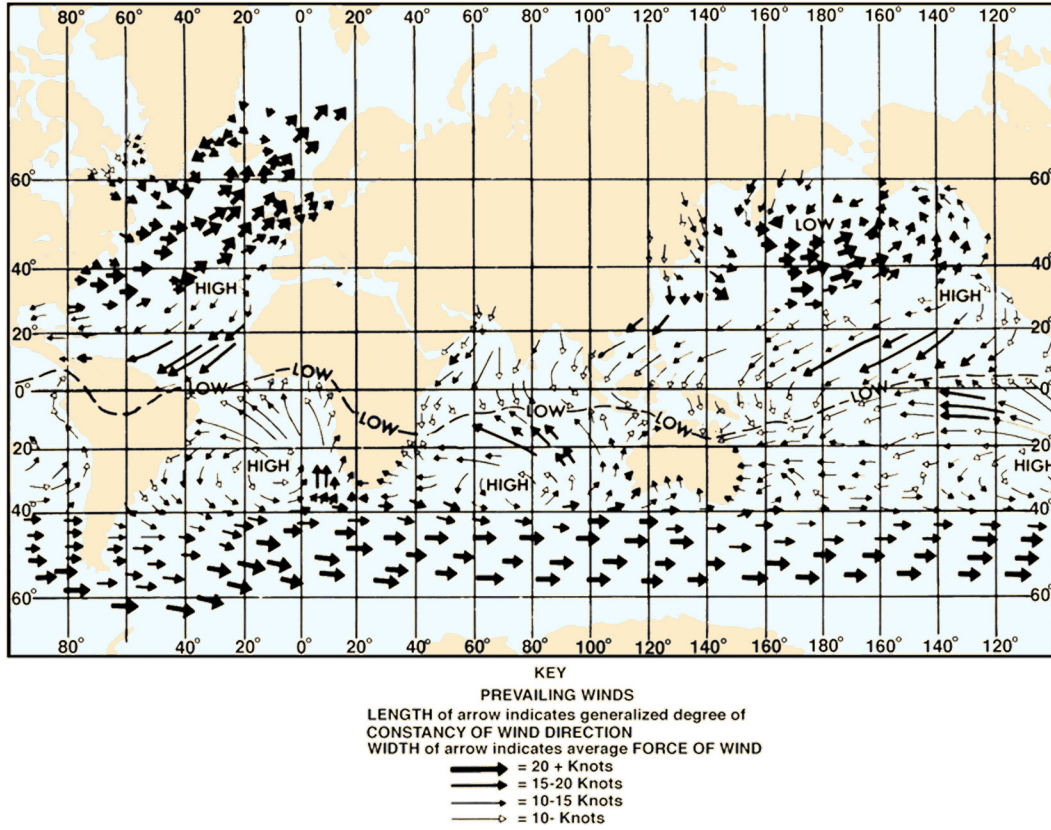 80° 60° 40° 20° 0° 20° 40° 60° 80° 100° 120° 140° 160° 180° 160° 140° 120°
60° 60°
LOW
40° 40°
HIGH HIGH
20° 20°
LOW
0° LOW LOW 0°
LOW
LOW LOW
20° 20°
HIGH HIGH
HIGH
40° 40°
60° 60°
80° 60° 40° 20° 0° 20° 40° 60° 80° 100° 120° 140° 160° 180° 160° 140° 120°
KEY
PREVAILING WINDS
LENGTH of arrow indicates generalized degree of
CONSTANCY OF WIND DIRECTION
WIDTH of arrow indicates average FORCE OF WIND
= 20 + Knots
= 15-20 Knots
= 10-15 Knots
= 10- Knots